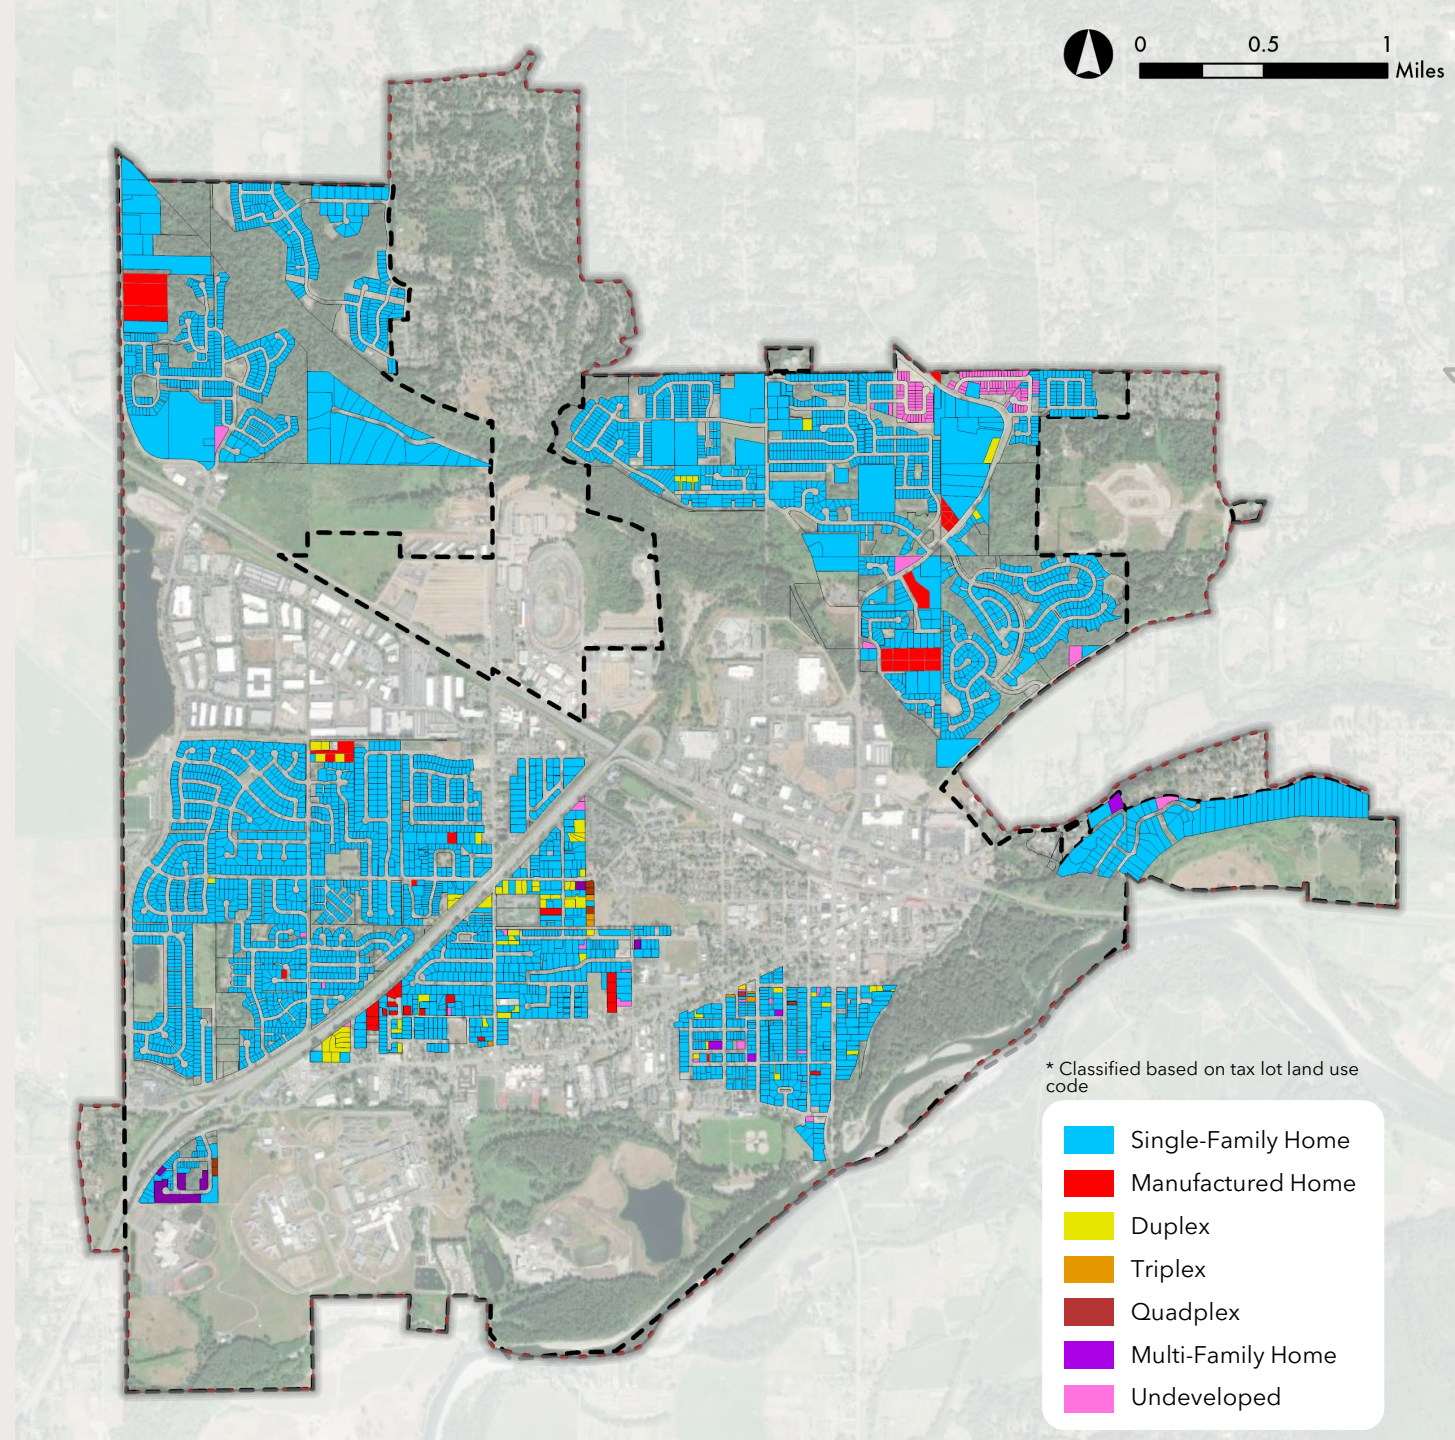 0 0.5 1
Miles
* Classified based on tax lot land use
code
Single-Family Home
Manufactured Home
Duplex
Triplex
Quadplex
Multi-Family Home
Undeveloped